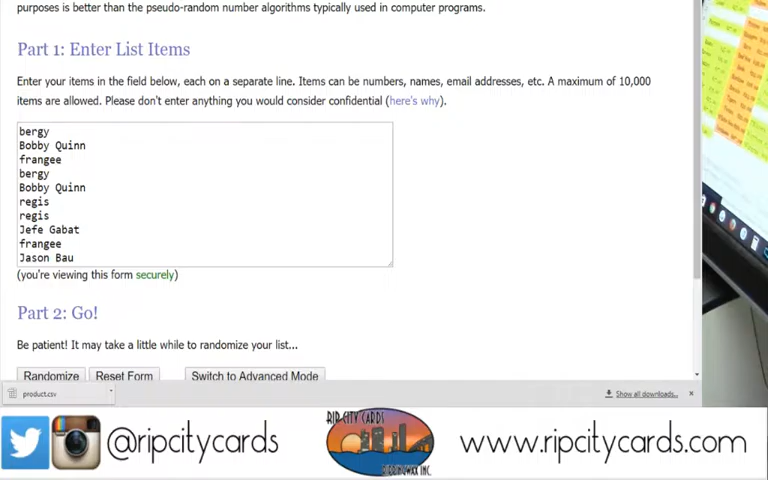 purposes is better than the pseudo-random number algorithms typically used in computer programs.
Part 1: Enter List Items
Enter your items in the field below, each on a separate line. Items can be numbers, names, email addresses, etc. A maximum of 10,000
items are allowed. Please don't enter anything you would consider confidential (here's why).
bergy
Bobby Quinn
frangee
bergy
Bobby Quinn
regis
regis
Jefe Gabat
frangee
Jason Bau
(you're viewing this form securely)
Part 2: Go!
Be patient! It may take a little while to randomize your list...
Randomize Reset Form Switch to Advanced Mode
product.csv Show all downloads...
@ripcitycards RIP CITY CARDS RIPPINGWAX INC. www.ripcitycards.com